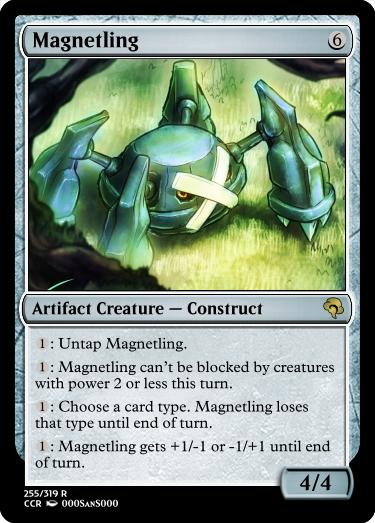 Magnetling 6
Artifact Creature — Construct
1 : Untap Magnetling.
1 : Magnetling can't be blocked by creatures
with power 2 or less this turn.
1 : Choose a card type. Magnetling loses
that type until end of turn.
1 : Magnetling gets +1/-1 or -1/+1 until end
of turn.
4/4
255/319 R
CCR 000SANS000